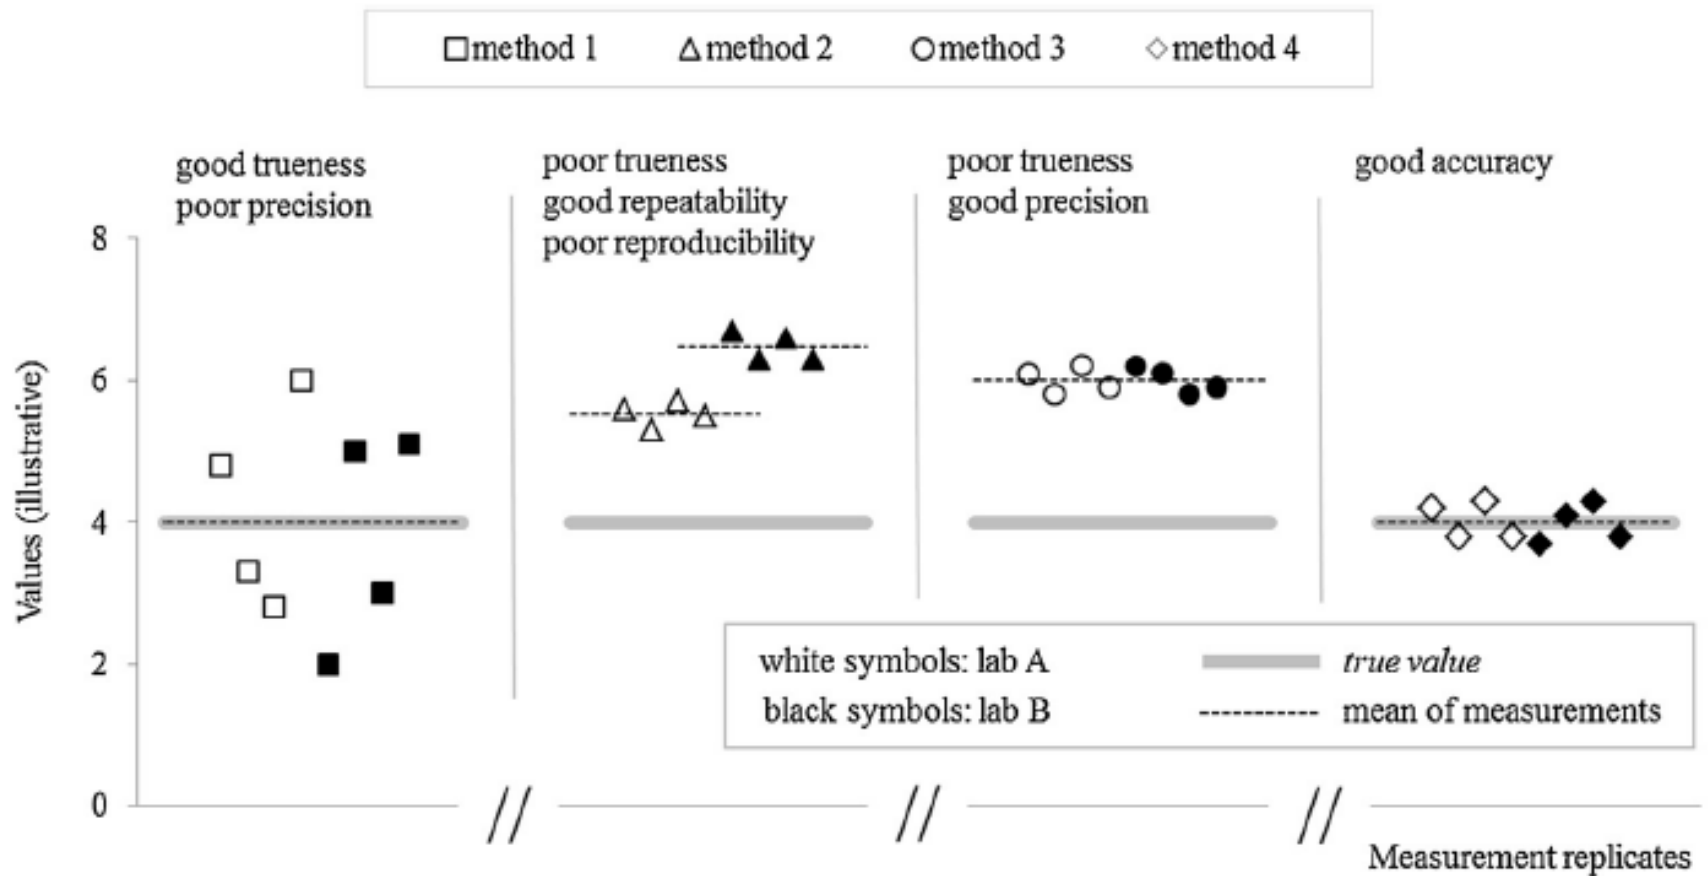 method 1 method 2 method 3 method 4
good trueness
poor precision
poor trueness
good repeatability
poor reproducibility
poor trueness
good precision
good accuracy
Values (illustrative)
8
6
4
2
0
white symbols: lab A
black symbols: lab B
true value
mean of measurements
Measurement replicates